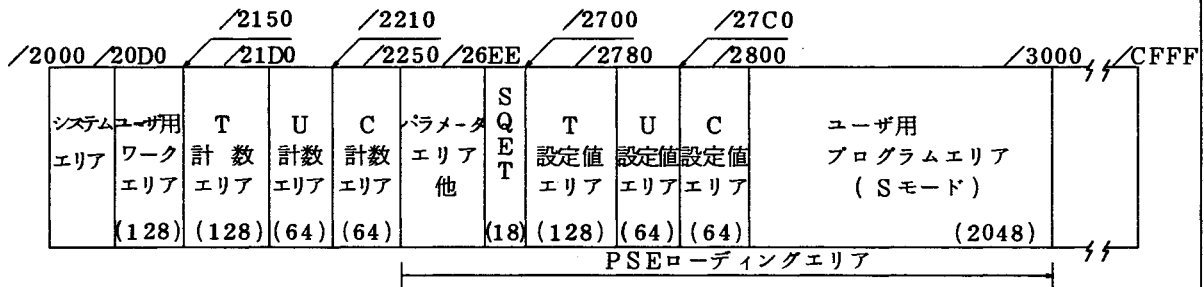 /2150 /2210 /2700 /27C0
/2000 /20D0 /21D0 /2250 /26EE /2780 /2800 /3000 /CFFF
システム
エリア
ユーザ用
ワーク
エリア
(128)
T
計数
エリア
(128)
U
計数
エリア
(64)
C
計数
エリア
(64)
パラメータ
エリア
他
SQET
(18)
T
設定値
エリア
(128)
U
設定値
エリア
(64)
C
設定値
エリア
(64)
ユーザ用
プログラムエリア
(Sモード)
(2048)
PSEローディングエリア